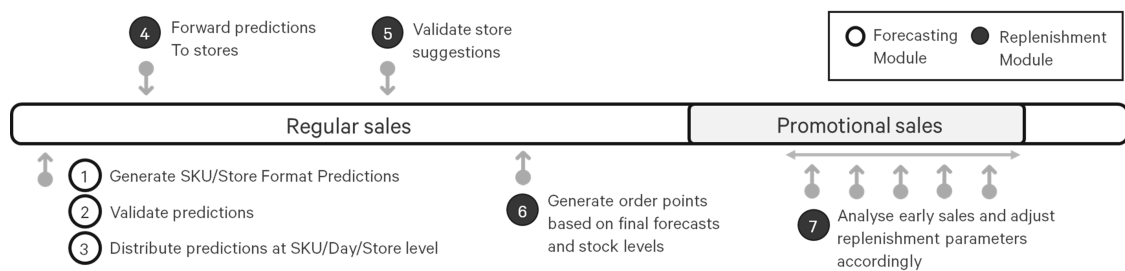 4
Forward predictions
To stores
5
Validate store
suggestions
Forecasting
Module
Replenishment
Module
Regular sales
Promotional sales
1
Generate SKU/Store Format Predictions
2
Validate predictions
3
Distribute predictions at SKU/Day/Store level
6
Generate order points
based on final forecasts
and stock levels
7
Analyse early sales and adjust
replenishment parameters
accordingly